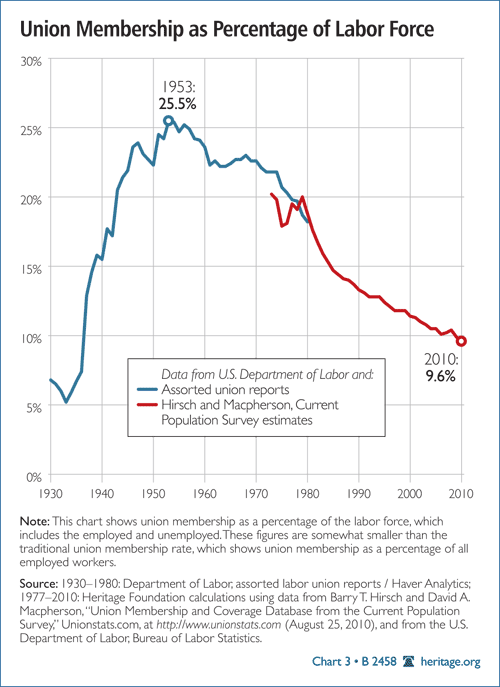 Union Membership as Percentage of Labor Force
30%
1953:
25.5%
25%
20%
15%
10%
2010:
9.6%
Data from U.S. Department of Labor and:
Assorted union reports
Hirsch and Macpherson, Current
Population Survey estimates
5%
0%
1930 1940 1950 1960 1970 1980 1990 2000 2010
Note: This chart shows union membership as a percentage of the labor force, which
includes the employed and unemployed. These figures are somewhat smaller than the
traditional union membership rate, which shows union membership as a percentage of all
employed workers.
Source: 1930–1980: Department of Labor, assorted labor union reports / Haver Analytics;
1977–2010: Heritage Foundation calculations using data from Barry T. Hirsch and David A.
Macpherson, “Union Membership and Coverage Database from the Current Population
Survey,” Unionstats.com, at http://www.unionstats.com (August 25, 2010), and from the U.S.
Department of Labor, Bureau of Labor Statistics.
Chart 3 • B 2458 heritage.org